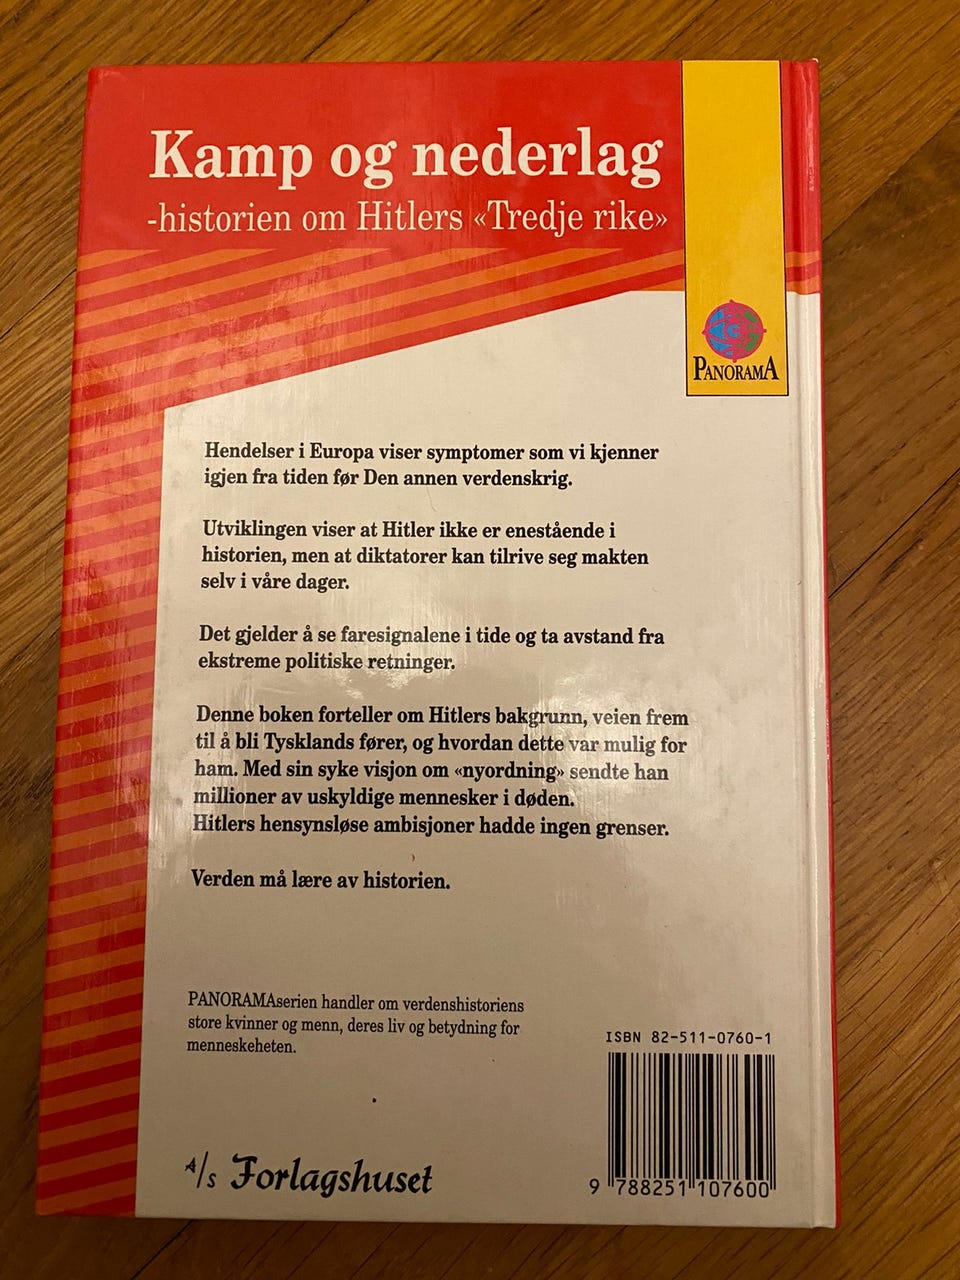 Kamp og nederlag
-historien om Hitlers «Tredje rike»
PANORAMA
Hendelser i Europa viser symptomer som vi kjenner
igjen fra tiden før Den annen verdenskrig.
Utviklingen viser at Hitler ikke er enestående i
historien, men at diktatorer kan tilrive seg makten
selv i våre dager.
Det gjelder å se faresignalene i tide og ta avstand fra
ekstreme politiske retninger.
Denne boken forteller om Hitlers bakgrunn, veien frem
til å bli Tysklands fører, og hvordan dette var mulig for
ham. Med sin syke visjon om «nyordning» sendte han
millioner av uskyldige mennesker i døden.
Hitlers hensynsløse ambisjoner hadde ingen grenser.
Verden må lære av historien.
PANORAMAserien handler om verdenshistoriens
store kvinner og menn, deres liv og betydning for
menneskeheten.
ISBN 82-511-0760-1
9 788251 107600
A/S Forlagshuset